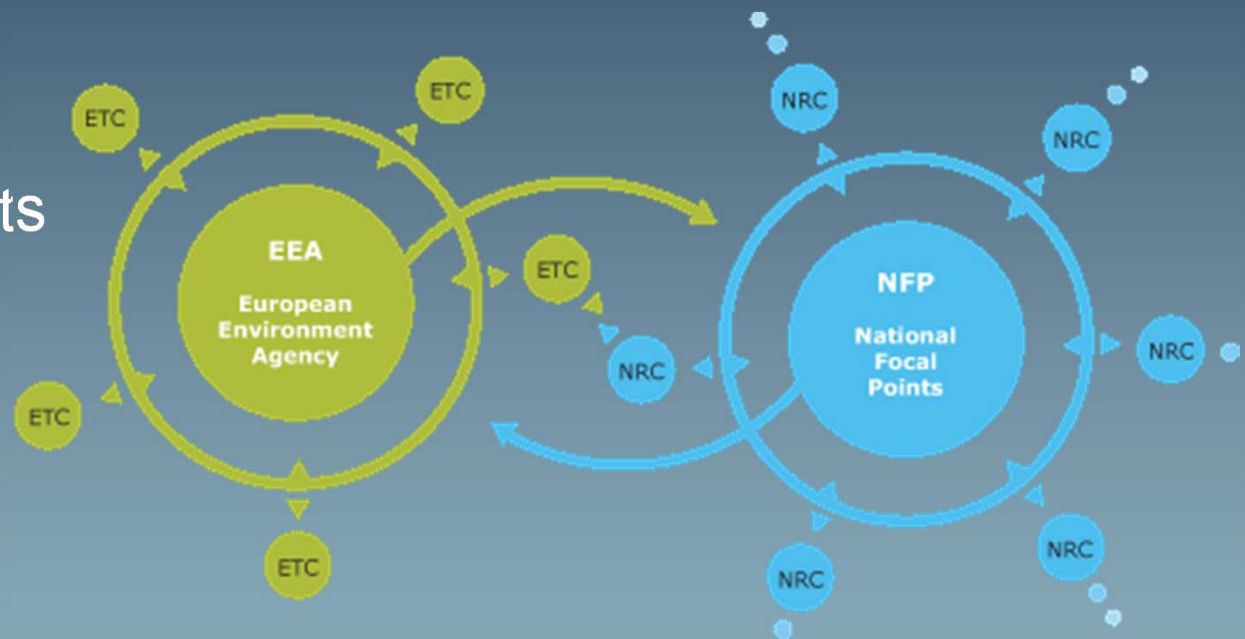 ts
EEA
European
Environment
Agency
ETC
ETC
ETC
ETC
ETC
NFP
National
Focal
Points
NRC
NRC
NRC
NRC
NRC
NRC